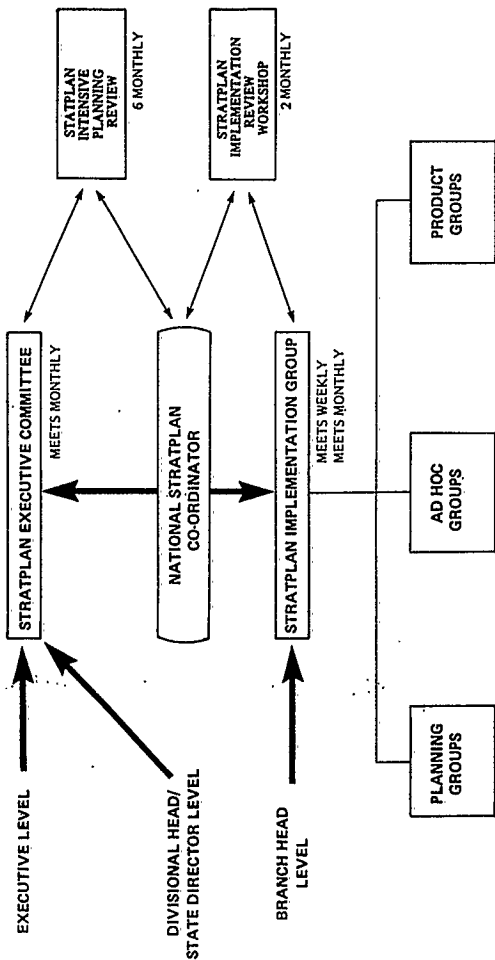 EXECUTIVE LEVEL
DIVISIONAL HEAD/
STATE DIRECTOR LEVEL
BRANCH HEAD
LEVEL
STRATPLAN EXECUTIVE COMMITTEE
MEETS MONTHLY
NATIONAL STRATPLAN
CO-ORDINATOR
STRATPLAN IMPLEMENTATION GROUP
MEETS WEEKLY
MEETS MONTHLY
STATPLAN
INTENSIVE
PLANNING
REVIEW
6 MONTHLY
STRATPLAN
IMPLEMENTATION
REVIEW
WORKSHOP
2 MONTHLY
PLANNING
GROUPS
AD HOC
GROUPS
PRODUCT
GROUPS